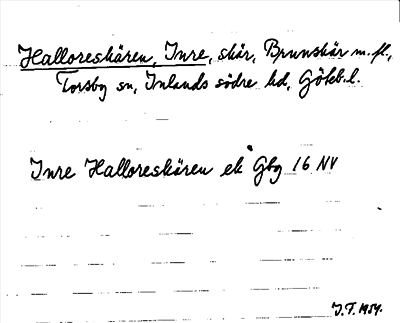 Halloreskären, Inre, skär, Brunskär m.fl.,
Torsby sn, Inlands södre hd, Göteb.l.
Inre Halloreskären ek Gbg 16 NV
J.T. 1954.